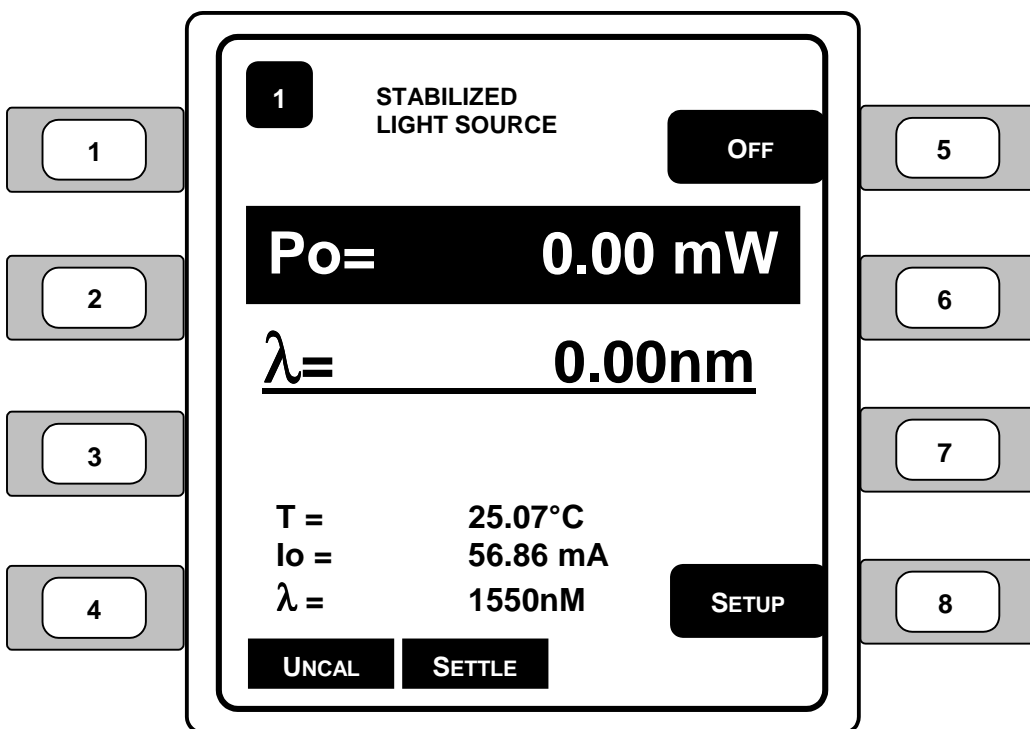 1
STABILIZED
LIGHT SOURCE
OFF
1
5
Po= 0.00 mW
2
6
λ= 0.00nm
3
7
T = 25.07°C
Io = 56.86 mA
λ = 1550nM
SETUP
4
8
UNCAL SETTLE